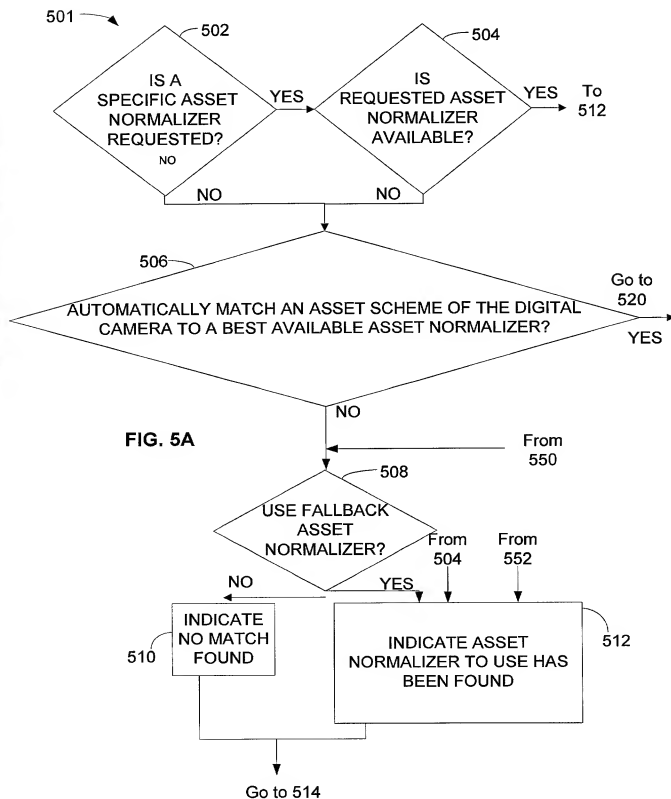 501
502
504
IS A
SPECIFIC ASSET
NORMALIZER
REQUESTED?
NO
YES
IS
REQUESTED ASSET
NORMALIZER
AVAILABLE?
YES
To
512
NO
NO
506
AUTOMATICALLY MATCH AN ASSET SCHEME OF THE DIGITAL
CAMERA TO A BEST AVAILABLE ASSET NORMALIZER?
Go to
520
YES
NO
FIG. 5A
From
550
508
USE FALLBACK
ASSET
NORMALIZER?
From
504
From
552
NO
YES
510
INDICATE
NO MATCH
FOUND
512
INDICATE ASSET
NORMALIZER TO USE HAS
BEEN FOUND
Go to 514